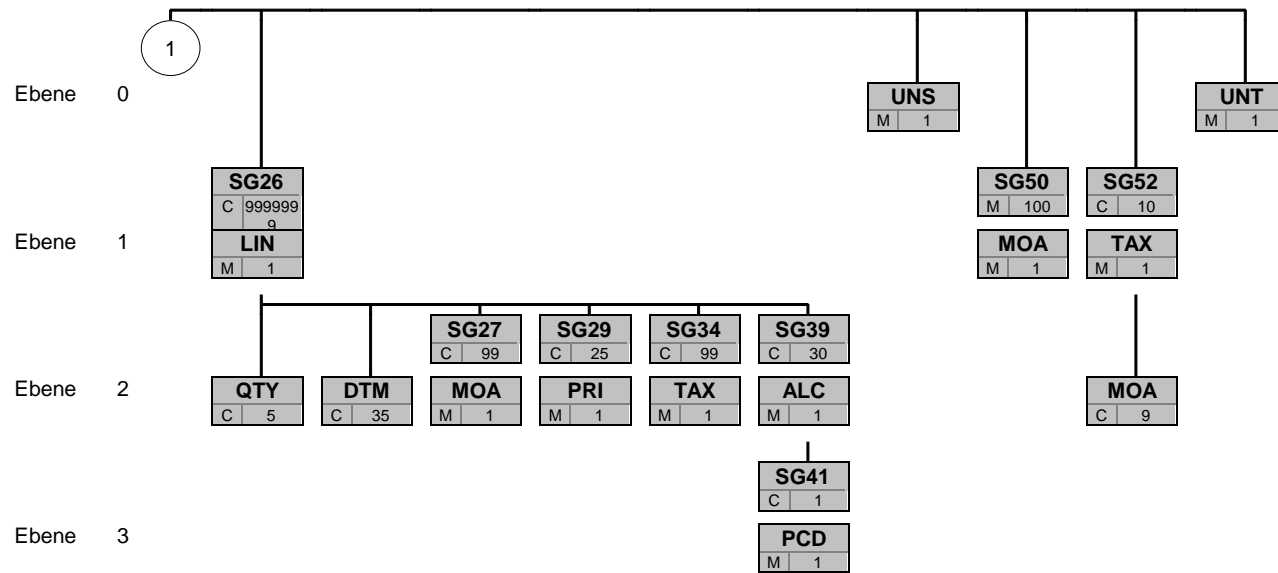 1
Ebene 0
UNS
M 1
UNT
M 1
SG26
C 999999
9
SG50
M 100
SG52
C 10
Ebene 1
LIN
M 1
MOA
M 1
TAX
M 1
SG27
C 99
SG29
C 25
SG34
C 99
SG39
C 30
Ebene 2
QTY
C 5
DTM
C 35
MOA
M 1
PRI
M 1
TAX
M 1
ALC
M 1
MOA
C 9
SG41
C 1
Ebene 3
PCD
M 1